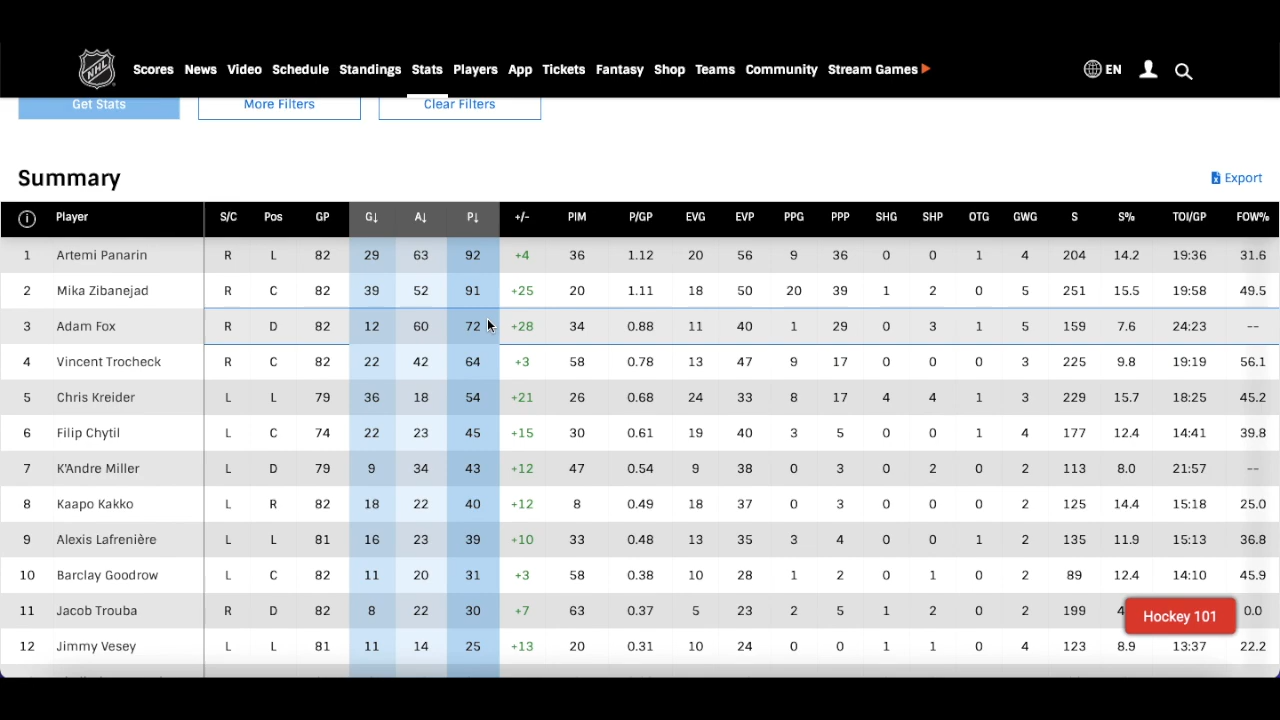 NHL Scores News Video Schedule Standings Stats Players App Tickets Fantasy Shop Teams Community Stream Games EN
Get Stats More Filters Clear Filters
Summary Export
i Player S/C Pos GP G↓ A↓ P↓ +/- PIM P/GP EVG EVP PPG PPP SHG SHP OTG GWG S S% TOI/GP FOW%
1 Artemi Panarin R L 82 29 63 92 +4 36 1.12 20 56 9 36 0 0 1 4 204 14.2 19:36 31.6
2 Mika Zibanejad R C 82 39 52 91 +25 20 1.11 18 50 20 39 1 2 0 5 251 15.5 19:58 49.5
3 Adam Fox R D 82 12 60 72 +28 34 0.88 11 40 1 29 0 3 1 5 159 7.6 24:23 --
4 Vincent Trocheck R C 82 22 42 64 +3 58 0.78 13 47 9 17 0 0 0 3 225 9.8 19:19 56.1
5 Chris Kreider L L 79 36 18 54 +21 26 0.68 24 33 8 17 4 4 1 3 229 15.7 18:25 45.2
6 Filip Chytil L C 74 22 23 45 +15 30 0.61 19 40 3 5 0 0 1 4 177 12.4 14:41 39.8
7 K'Andre Miller L D 79 9 34 43 +12 47 0.54 9 38 0 3 0 2 0 2 113 8.0 21:57 --
8 Kaapo Kakko L R 82 18 22 40 +12 8 0.49 18 37 0 3 0 0 0 2 125 14.4 15:18 25.0
9 Alexis Lafrenière L L 81 16 23 39 +10 33 0.48 13 35 3 4 0 0 1 2 135 11.9 15:13 36.8
10 Barclay Goodrow L C 82 11 20 31 +3 58 0.38 10 28 1 2 0 1 0 2 89 12.4 14:10 45.9
11 Jacob Trouba R D 82 8 22 30 +7 63 0.37 5 23 2 5 1 2 0 2 199 0.0
Hockey 101
12 Jimmy Vesey L L 81 11 14 25 +13 20 0.31 10 24 0 0 1 1 0 4 123 8.9 13:37 22.2